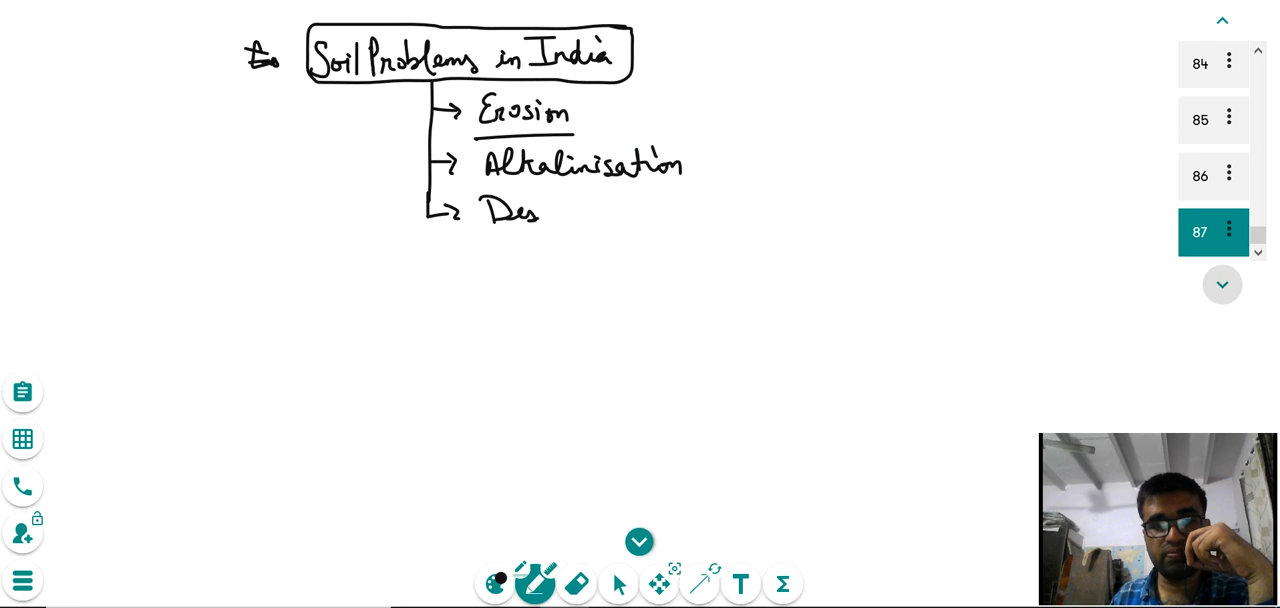 Soil Problems in India
→ Erosion
→ Alkalinisation
→ Des
84
85
86
87
T
Σ